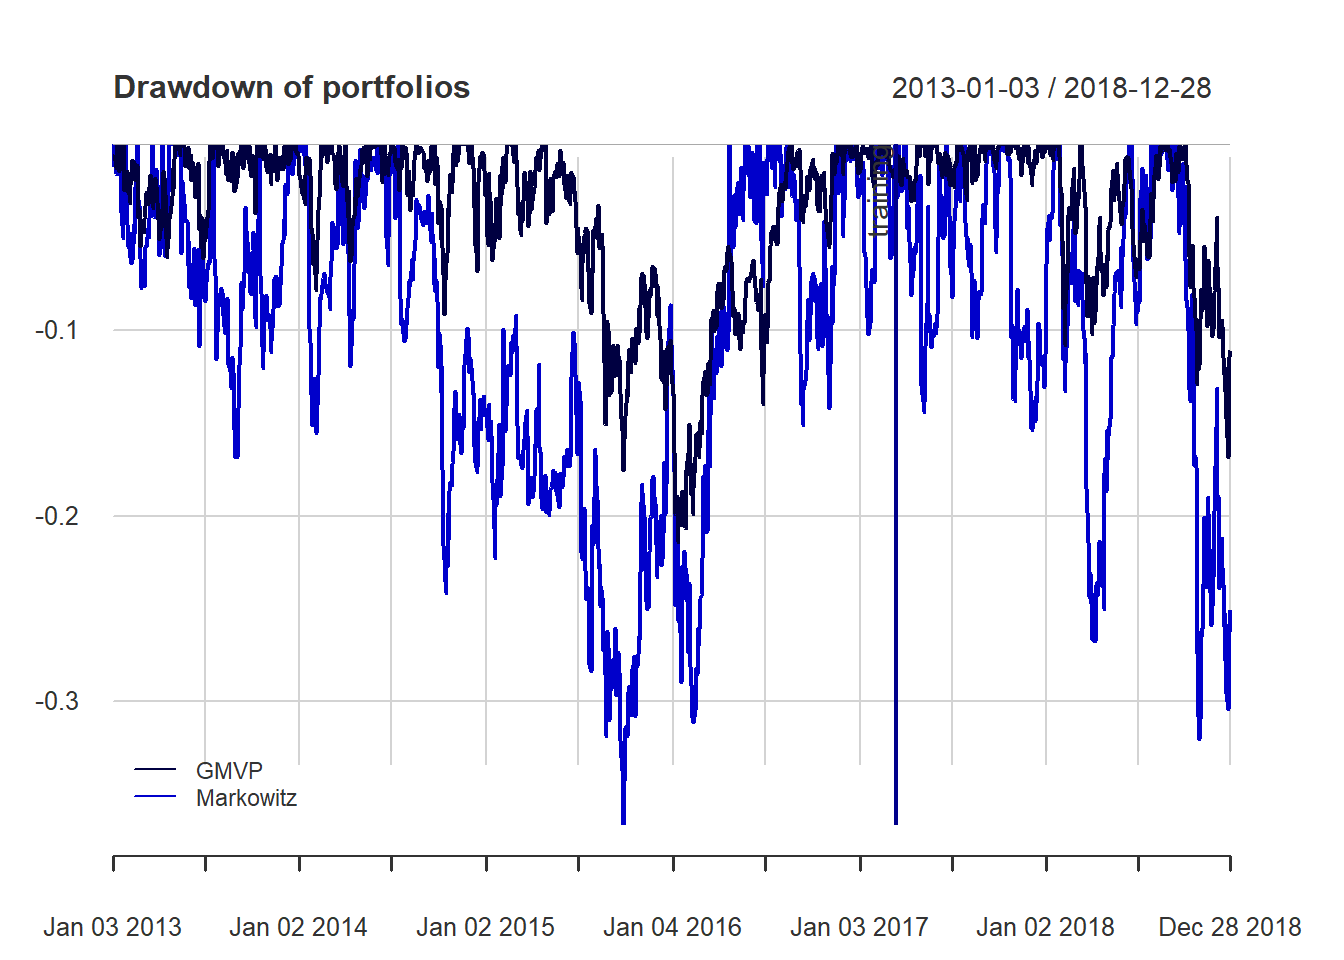 Drawdown of portfolios
2013-01-03 / 2018-12-28
training
-0.1
-0.2
-0.3
GMVP
Markowitz
Jan 03 2013
Jan 02 2014
Jan 02 2015
Jan 04 2016
Jan 03 2017
Jan 02 2018
Dec 28 2018